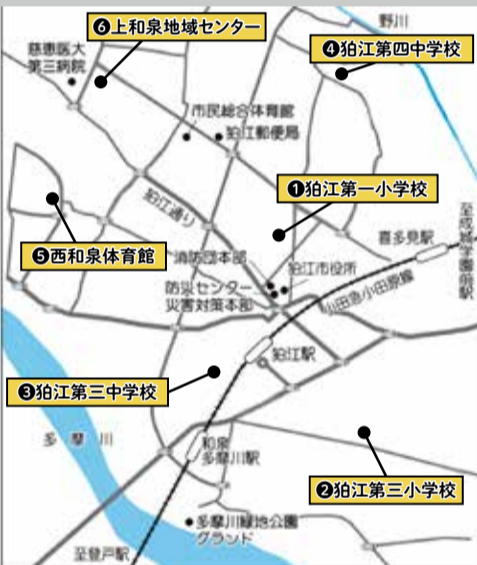 ❻上和泉地域センター
野川
慈恵医大
第三病院
❹狛江第四中学校
市民総合体育館
狛江郵便局
❶狛江第一小学校
狛江通り
至成城学園前駅
喜多見駅
❺西和泉体育館
消防団本部
狛江市役所
防災センター
災害対策本部
小田急小田原線
狛江駅
❸狛江第三中学校
多摩川
和泉
多摩川駅
❷狛江第三小学校
多摩川緑地公園
グランド
至登戸駅